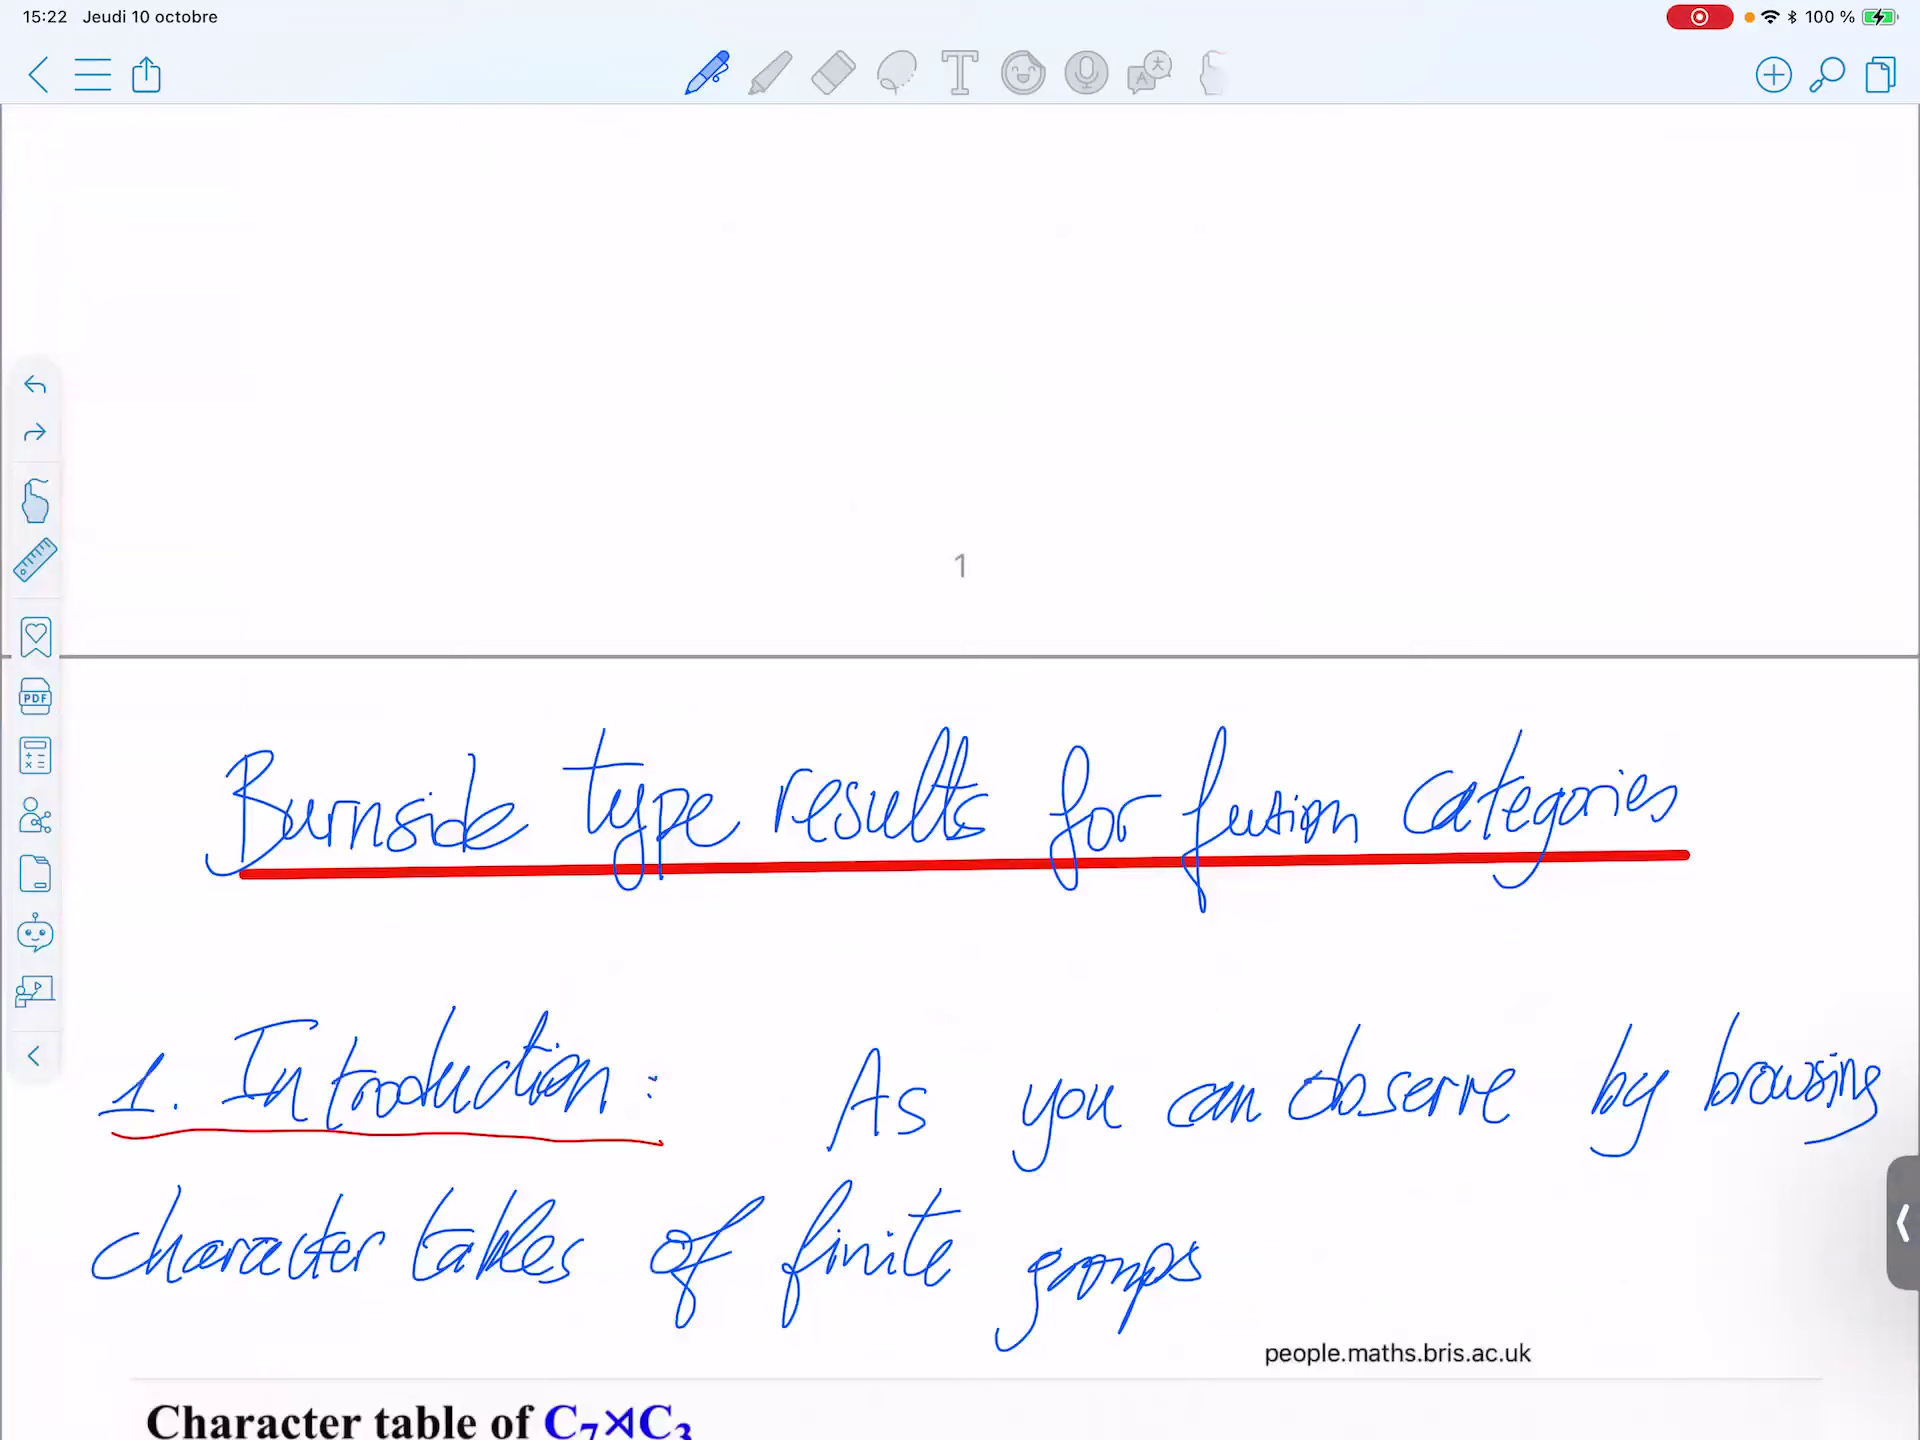 15:22 Jeudi 10 octobre 100 %
1
Burnside type results for fusion categories
1. Introduction: As you can observe by browsing
character tables of finite groups
people.maths.bris.ac.uk
Character table of C₇⋊C₃